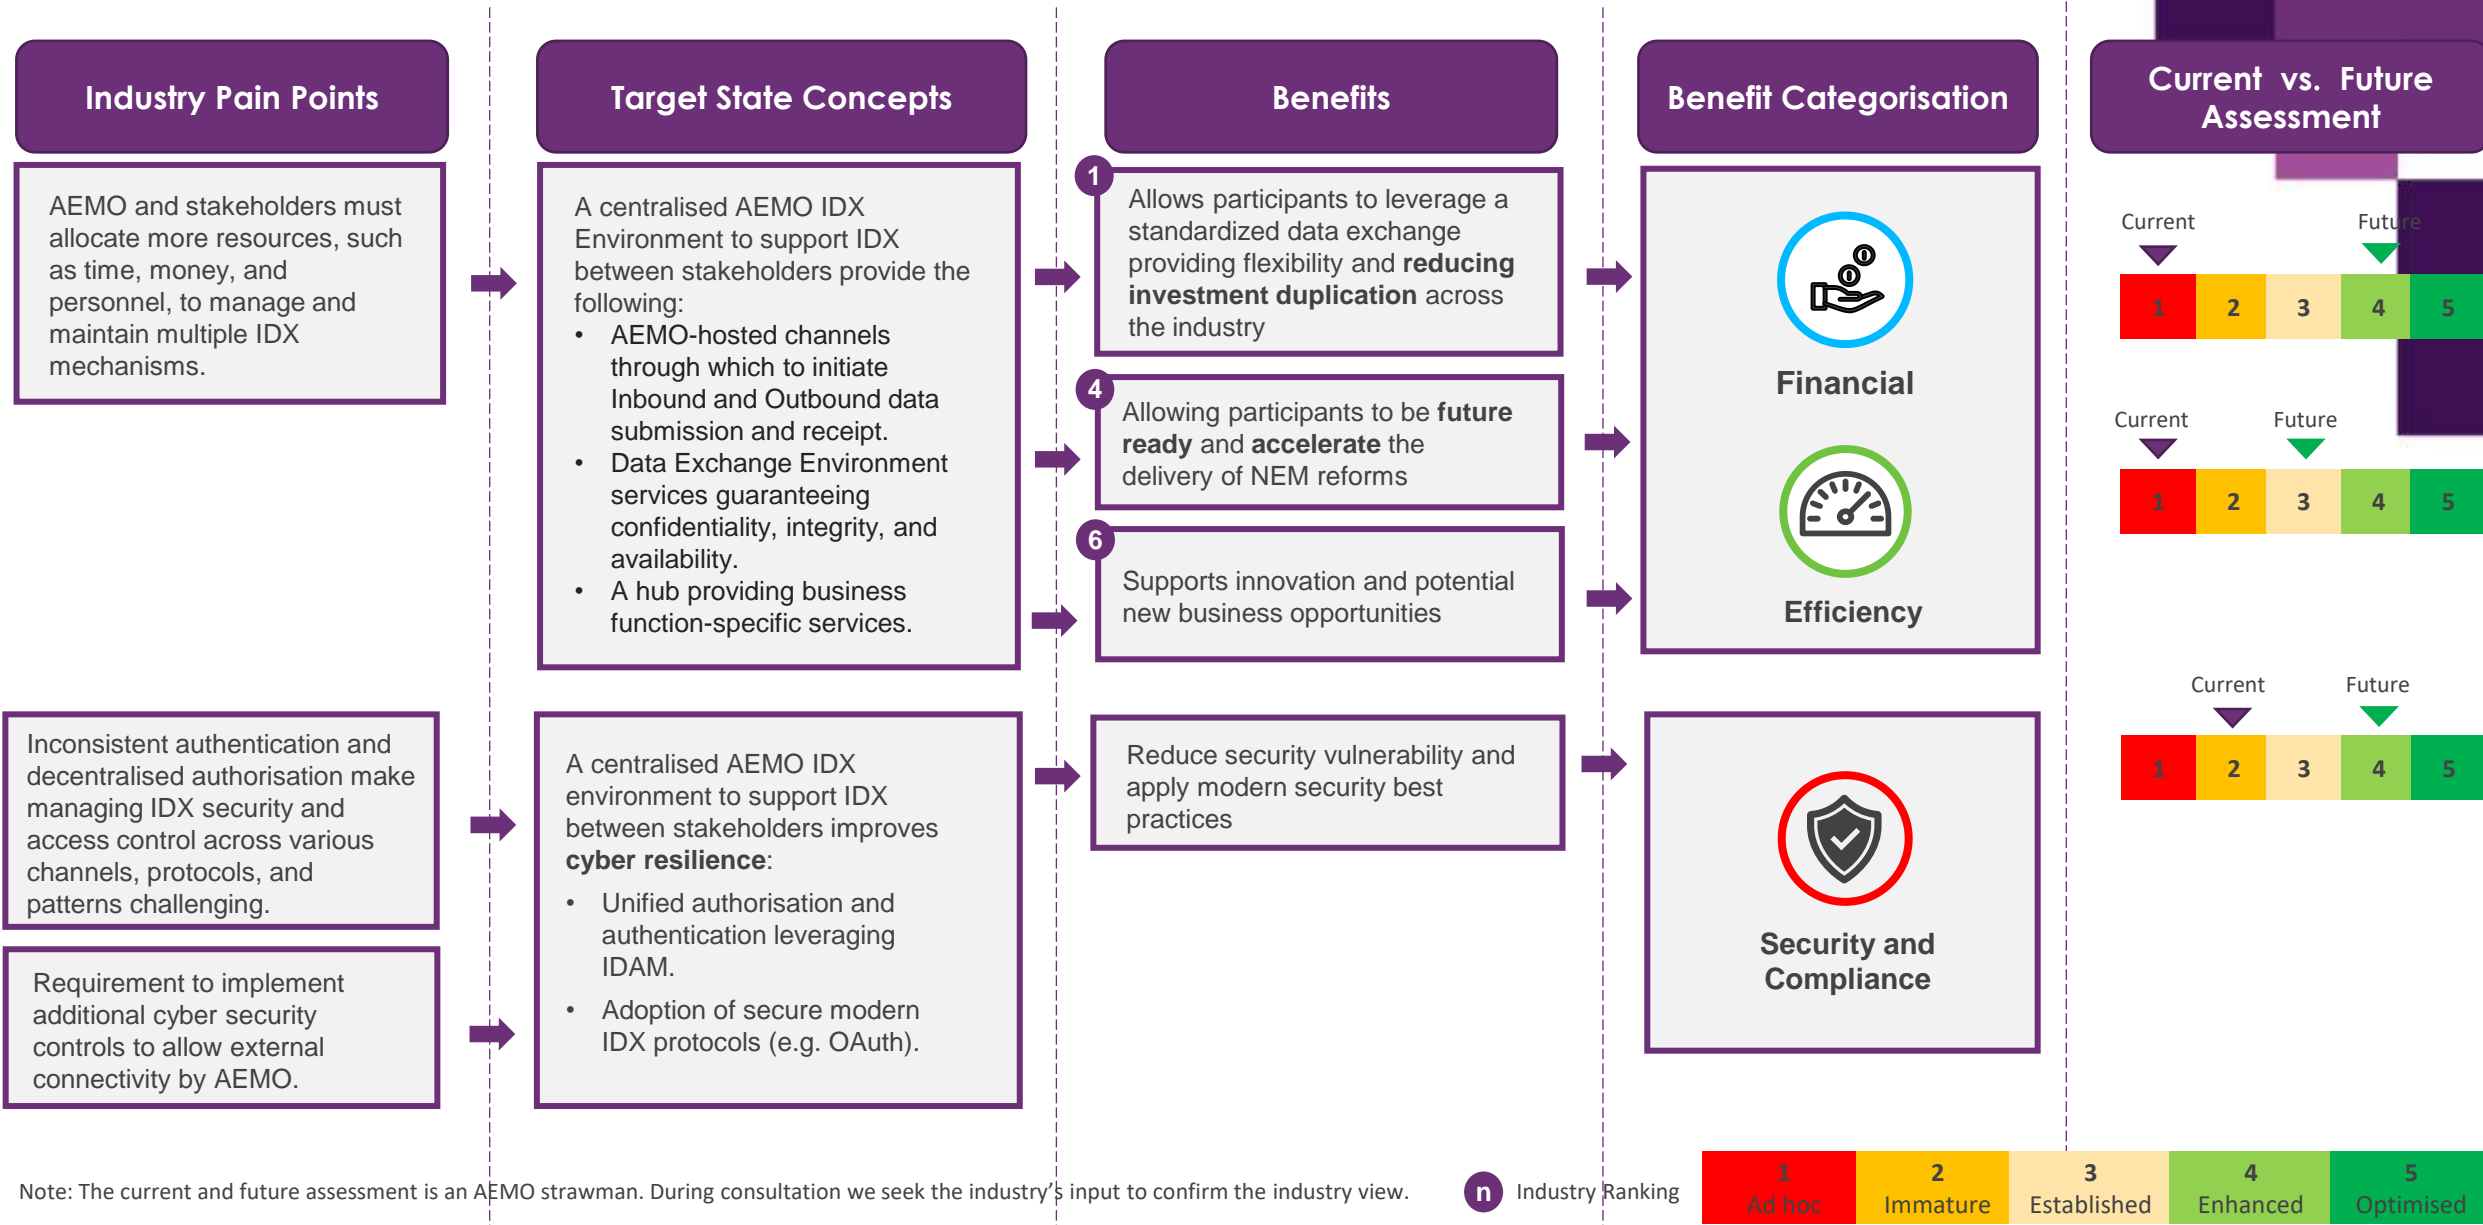 Industry Pain Points
Target State Concepts
Benefits
Benefit Categorisation
Current vs. Future
Assessment
AEMO and stakeholders must
allocate more resources, such
as time, money, and
personnel, to manage and
maintain multiple IDX
mechanisms.
A centralised AEMO IDX
Environment to support IDX
between stakeholders provide the
following:
• AEMO-hosted channels
through which to initiate
Inbound and Outbound data
submission and receipt.
• Data Exchange Environment
services guaranteeing
confidentiality, integrity, and
availability.
• A hub providing business
function-specific services.
1
Allows participants to leverage a
standardized data exchange
providing flexibility and reducing
investment duplication across
the industry
4
Allowing participants to be future
ready and accelerate the
delivery of NEM reforms
6
Supports innovation and potential
new business opportunities
Financial
Efficiency
Current Future
1 2 3 4 5
Current Future
1 2 3 4 5
Current Future
1 2 3 4 5
Inconsistent authentication and
decentralised authorisation make
managing IDX security and
access control across various
channels, protocols, and
patterns challenging.
Requirement to implement
additional cyber security
controls to allow external
connectivity by AEMO.
A centralised AEMO IDX
environment to support IDX
between stakeholders improves
cyber resilience:
• Unified authorisation and
authentication leveraging
IDAM.
• Adoption of secure modern
IDX protocols (e.g. OAuth).
Reduce security vulnerability and
apply modern security best
practices
Security and
Compliance
Note: The current and future assessment is an AEMO strawman. During consultation we seek the industry's input to confirm the industry view.
n Industry Ranking
1 2 3 4 5
Ad hoc Immature Established Enhanced Optimised